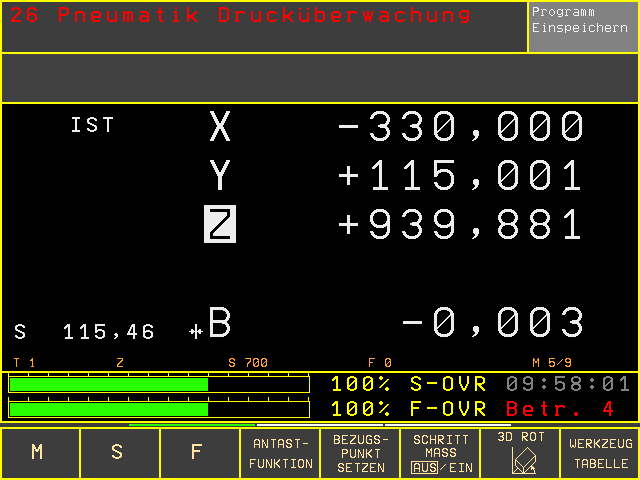 26 Pneumatik Drucküberwachung
Programm
Einspeichern
IST X -330,000
Y +115,001
Z +939,881
S 115,46 B -0,003
T 1 Z S 700 F 0 M 5/9
100% S-OVR 09:58:01
100% F-OVR Betr. 4
M
S
F
ANTAST-
FUNKTION
BEZUGS-
PUNKT
SETZEN
SCHRITT
MASS
AUS/EIN
3D ROT
WERKZEUG
TABELLE